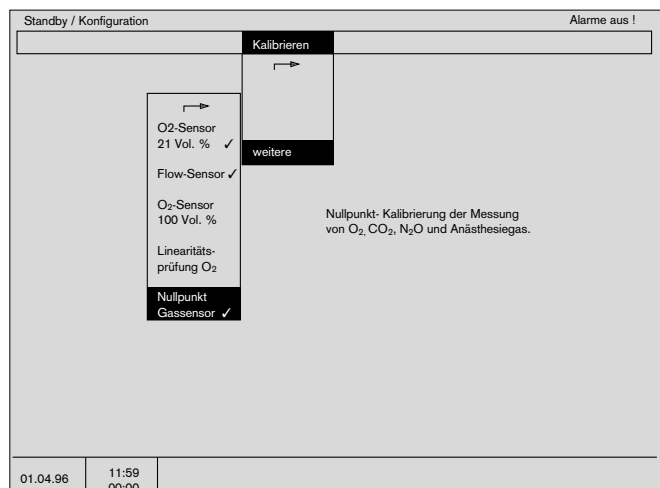 Standby / Konfiguration
Alarme aus !
Kalibrieren
O2-Sensor
21 Vol. % ✓
weitere
Flow-Sensor ✓
O₂-Sensor
100 Vol. %
Nullpunkt- Kalibrierung der Messung
von O₂, CO₂, N₂O und Anästhesiegas.
Linearitäts-
prüfung O₂
Nullpunkt
Gassensor ✓
01.04.96
11:59
00:00